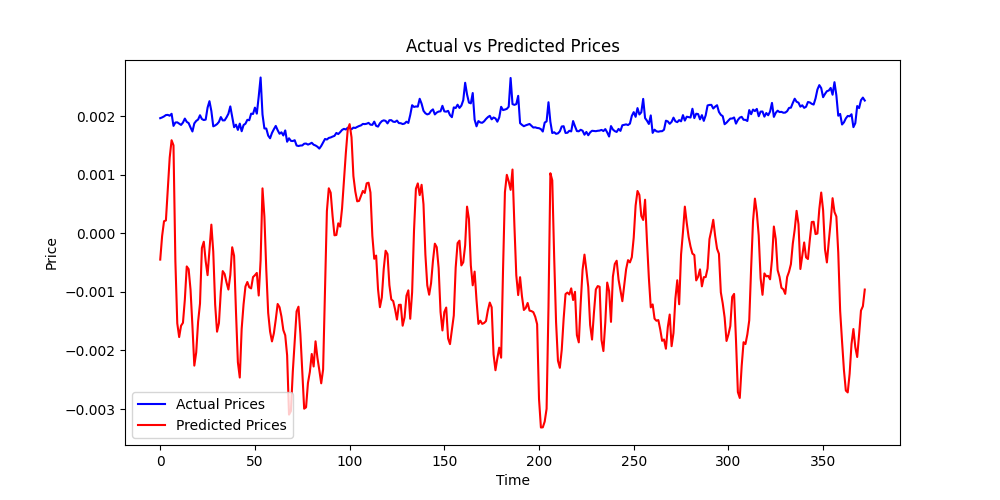 Actual vs Predicted Prices
Price
0.002
0.001
0.000
−0.001
−0.002
−0.003
Actual Prices
Predicted Prices
0 50 100 150 200 250 300 350
Time